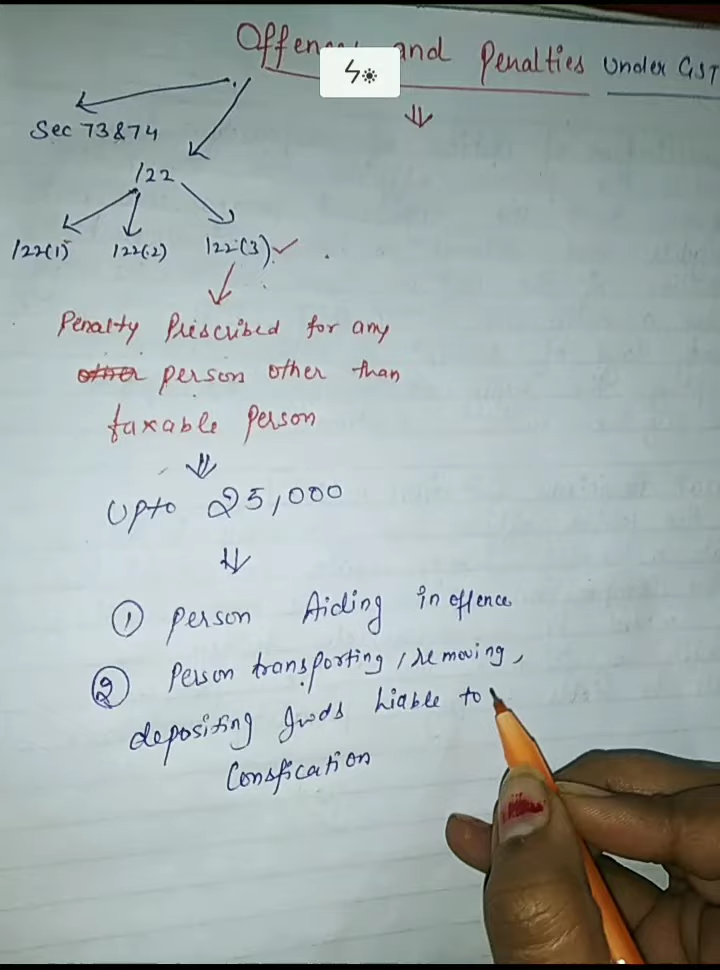 Offences and Penalties Under GST
Sec 73&74
122
122(1) 122(2) 122(3)
Penalty Prescribed for any
other person other than
taxable Person
Upto 25,000
① Person Aiding in offence
② Person transporting, removing,
depositing goods liable to
Consfication